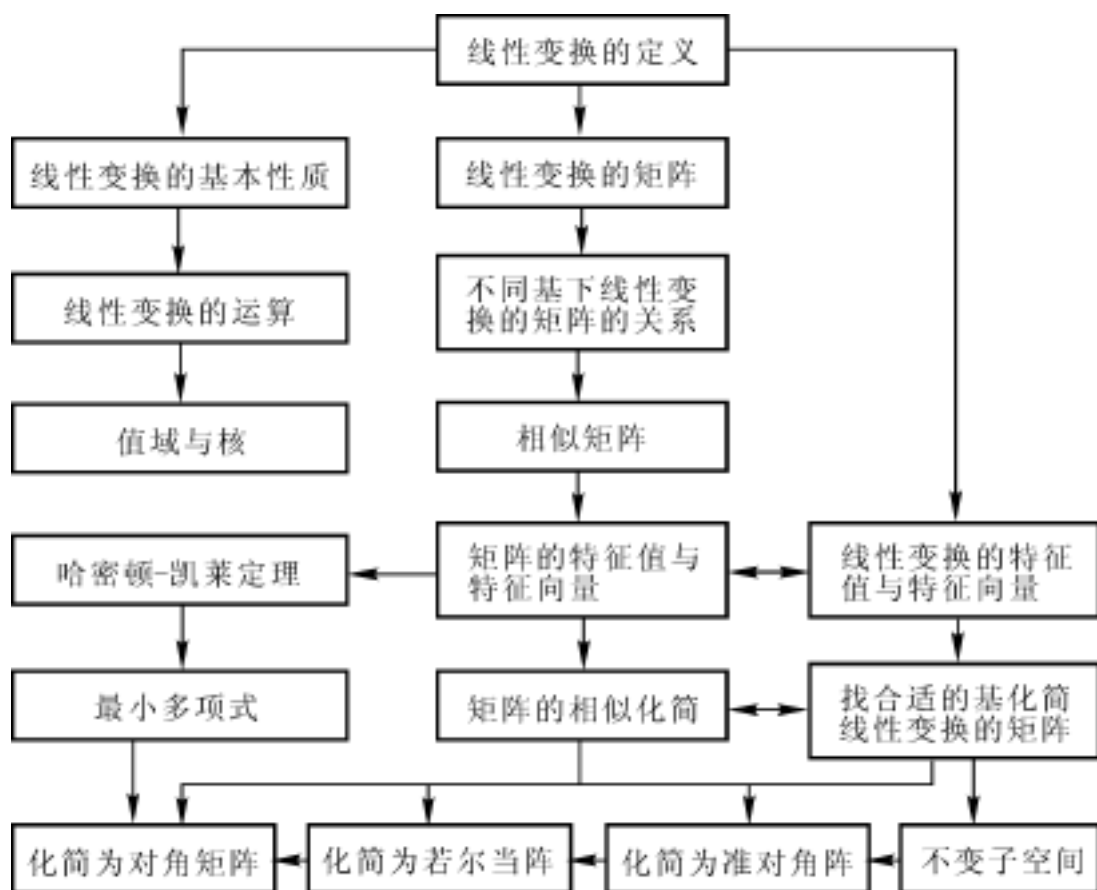 线性变换的定义
线性变换的基本性质
线性变换的矩阵
线性变换的运算
不同基下线性变
换的矩阵的关系
值域与核
相似矩阵
哈密顿-凯莱定理
矩阵的特征值与
特征向量
线性变换的特征
值与特征向量
最小多项式
矩阵的相似化简
找合适的基化简
线性变换的矩阵
化简为对角矩阵
化简为若尔当阵
化简为准对角阵
不变子空间